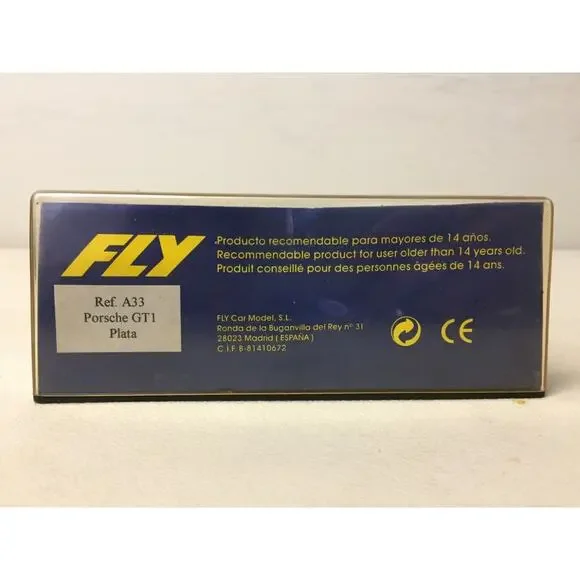 FLY
Ref. A33
Porsche GT1
Plata
Producto recomendable para mayores de 14 años.
Recommendable product for user older than 14 years old.
Produit conseillé pour des personnes âgées de 14 ans.
FLY Car Model, S.L.
Ronda de la Buganvilla del Rey nº 31
28023 Madrid ( ESPAÑA )
C.I.F. B-81410672
CE